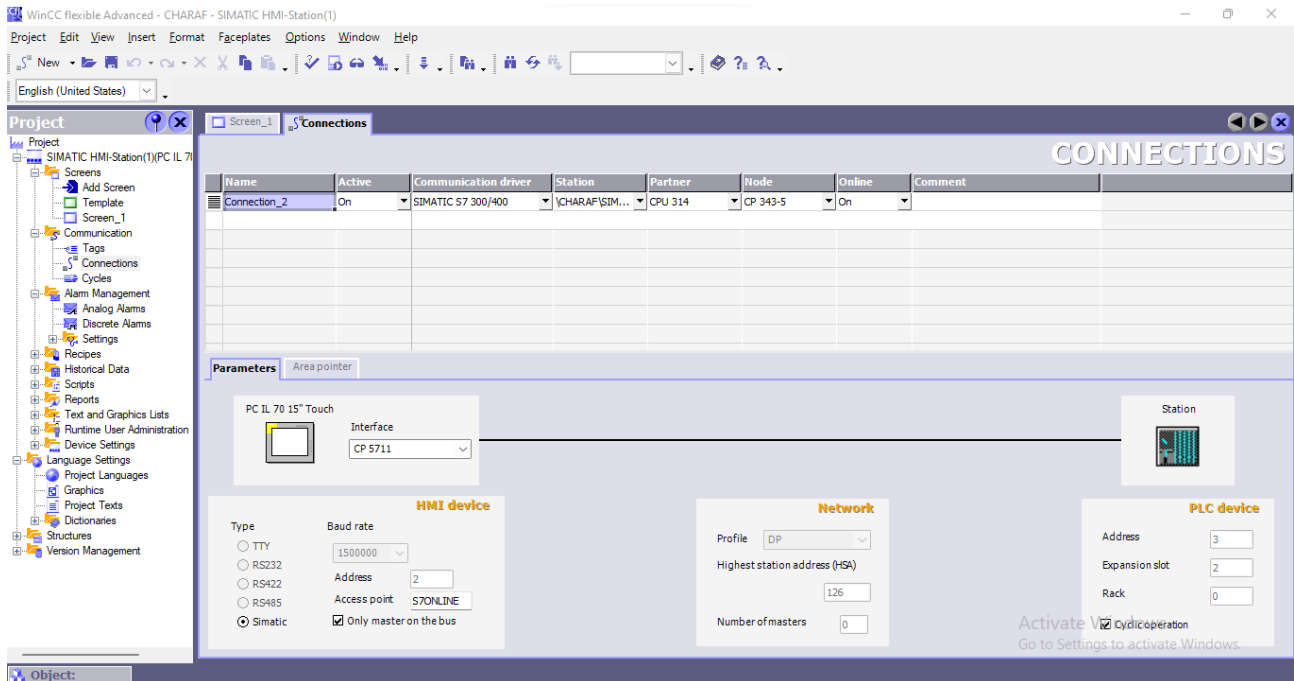 WinCC flexible Advanced - CHARAF - SIMATIC HMI-Station(1)
Project Edit View Insert Format Faceplates Options Window Help
New
English (United States)
Project
Screen_1
Connections
Project
SIMATIC HMI-Station(1)(PC IL 7
Screens
Add Screen
Template
Screen_1
Communication
Tags
Connections
Cycles
Alarm Management
Analog Alarms
Discrete Alarms
Settings
Recipes
Historical Data
Scripts
Reports
Text and Graphics Lists
Runtime User Administration
Device Settings
Language Settings
Project Languages
Graphics
Project Texts
Dictionaries
Structures
Version Management
CONNECTIONS
Name Active Communication driver Station Partner Node Online Comment
Connection_2 On SIMATIC S7 300/400 \CHARAF\SIM... CPU 314 CP 343-5 On
Parameters Area pointer
PC IL 70 15" Touch
Interface
CP 5711
Station
HMI device
Type
TTY
RS232
RS422
RS485
Simatic
Baud rate
1500000
Address 2
Access point S7ONLINE
Only master on the bus
Network
Profile DP
Highest station address (HSA)
126
Number of masters 0
PLC device
Address 3
Expansion slot 2
Rack 0
Cyclic operation
Activate Windows
Go to Settings to activate Windows.
Object: